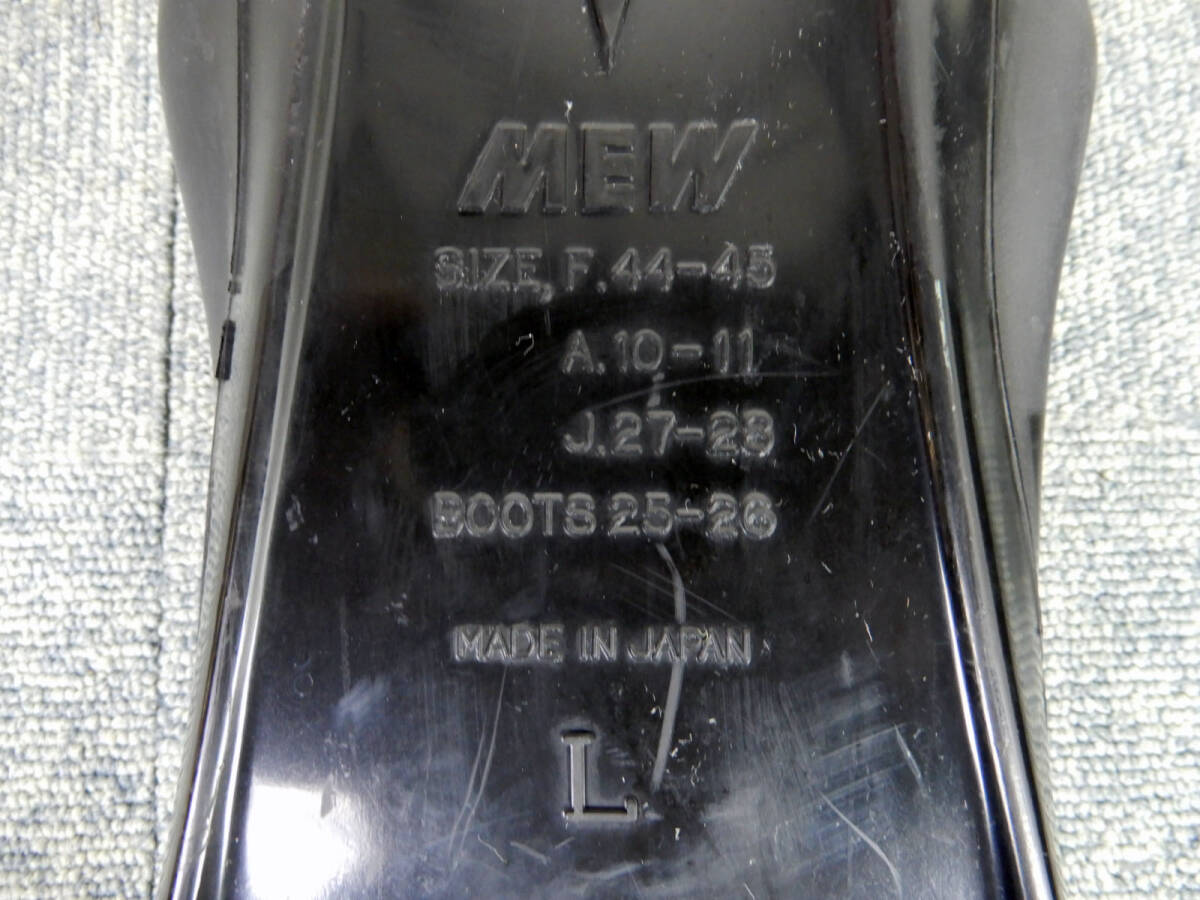 MEW
SIZE, F.44-45
A.10-11
J.27-28
BOOTS 25-26
MADE IN JAPAN
L